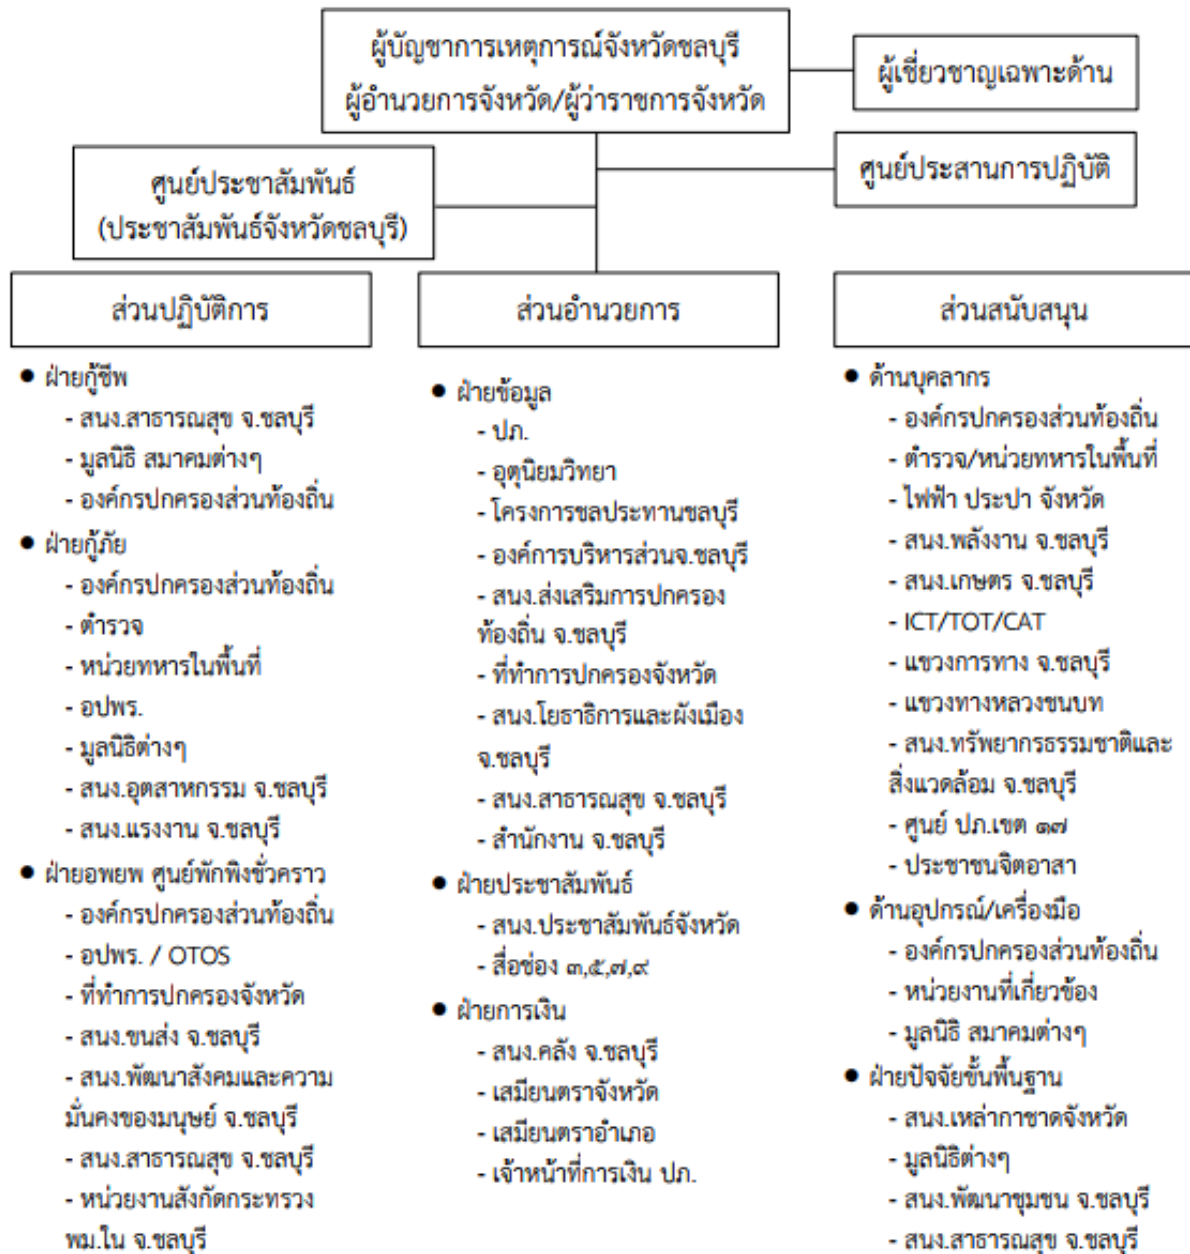 ผู้บัญชาการเหตุการณ์จังหวัดชลบุรี
ผู้อำนวยการจังหวัด/ผู้ว่าราชการจังหวัด
ผู้เชี่ยวชาญเฉพาะด้าน
ศูนย์ประสานการปฏิบัติ
ศูนย์ประชาสัมพันธ์
(ประชาสัมพันธ์จังหวัดชลบุรี)
ส่วนปฏิบัติการ
● ฝ่ายกู้ชีพ
- สนง.สาธารณสุข จ.ชลบุรี
- มูลนิธิ สมาคมต่างๆ
- องค์กรปกครองส่วนท้องถิ่น
● ฝ่ายกู้ภัย
- องค์กรปกครองส่วนท้องถิ่น
- ตำรวจ
- หน่วยทหารในพื้นที่
- อปพร.
- มูลนิธิต่างๆ
- สนง.อุตสาหกรรม จ.ชลบุรี
- สนง.แรงงาน จ.ชลบุรี
● ฝ่ายอพยพ ศูนย์พักพิงชั่วคราว
- องค์กรปกครองส่วนท้องถิ่น
- อปพร. / OTOS
- ที่ทำการปกครองจังหวัด
- สนง.ขนส่ง จ.ชลบุรี
- สนง.พัฒนาสังคมและความ
มั่นคงของมนุษย์ จ.ชลบุรี
- สนง.สาธารณสุข จ.ชลบุรี
- หน่วยงานสังกัดกระทรวง
พม.ใน จ.ชลบุรี
ส่วนอำนวยการ
● ฝ่ายข้อมูล
- ปภ.
- อุตุนิยมวิทยา
- โครงการชลประทานชลบุรี
- องค์การบริหารส่วนจ.ชลบุรี
- สนง.ส่งเสริมการปกครอง
ท้องถิ่น จ.ชลบุรี
- ที่ทำการปกครองจังหวัด
- สนง.โยธาธิการและผังเมือง
จ.ชลบุรี
- สนง.สาธารณสุข จ.ชลบุรี
- สำนักงาน จ.ชลบุรี
● ฝ่ายประชาสัมพันธ์
- สนง.ประชาสัมพันธ์จังหวัด
- สื่อช่อง ๓,๕,๗,๙
● ฝ่ายการเงิน
- สนง.คลัง จ.ชลบุรี
- เสมียนตราจังหวัด
- เสมียนตราอำเภอ
- เจ้าหน้าที่การเงิน ปภ.
ส่วนสนับสนุน
● ด้านบุคลากร
- องค์กรปกครองส่วนท้องถิ่น
- ตำรวจ/หน่วยทหารในพื้นที่
- ไฟฟ้า ประปา จังหวัด
- สนง.พลังงาน จ.ชลบุรี
- สนง.เกษตร จ.ชลบุรี
- ICT/TOT/CAT
- แขวงการทาง จ.ชลบุรี
- แขวงทางหลวงชนบท
- สนง.ทรัพยากรธรรมชาติและ
สิ่งแวดล้อม จ.ชลบุรี
- ศูนย์ ปภ.เขต ๑๗
- ประชาชนจิตอาสา
● ด้านอุปกรณ์/เครื่องมือ
- องค์กรปกครองส่วนท้องถิ่น
- หน่วยงานที่เกี่ยวข้อง
- มูลนิธิ สมาคมต่างๆ
● ฝ่ายปัจจัยขั้นพื้นฐาน
- สนง.เหล่ากาชาดจังหวัด
- มูลนิธิต่างๆ
- สนง.พัฒนาชุมชน จ.ชลบุรี
- สนง.สาธารณสุข จ.ชลบุรี